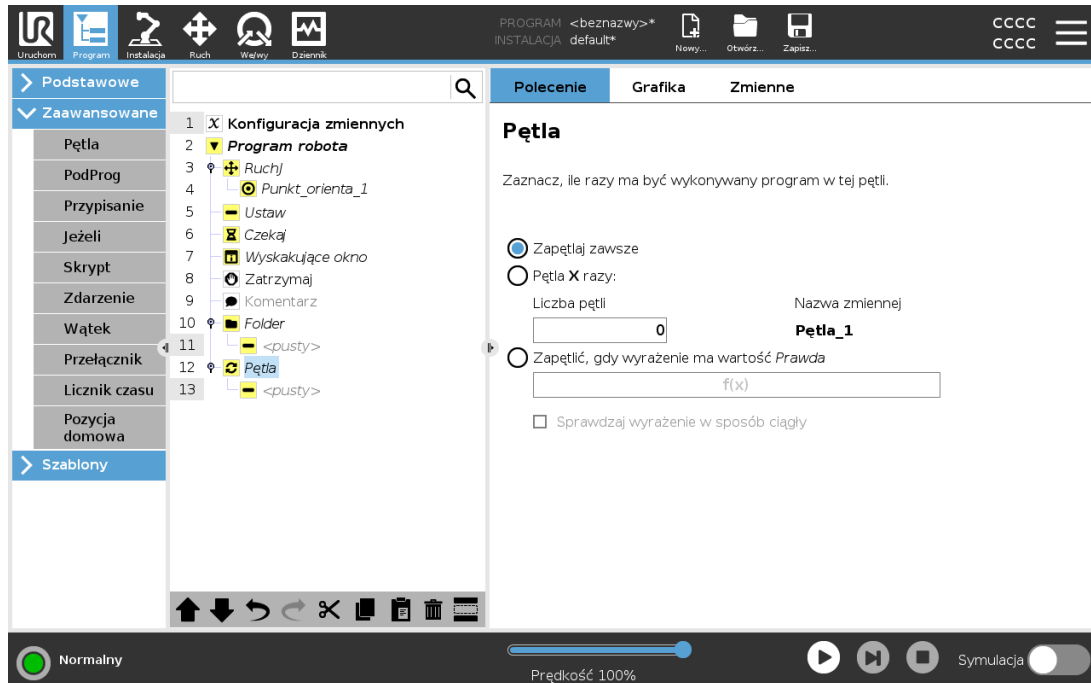 PROGRAM <beznazwy>*
INSTALACJA default*
CCCC
CCCC
Uruchom Program Instalacja Ruch We/wy Dziennik Nowy... Otwórz... Zapisz...
Podstawowe
Zaawansowane
Pętla
PodProg
Przypisanie
Jeżeli
Skrypt
Zdarzenie
Wątek
Przełącznik
Licznik czasu
Pozycja
domowa
Szablony
1 X Konfiguracja zmiennych
2 Program robota
3 RuchJ
4 Punkt_orienta_1
5 Ustaw
6 Czekaj
7 Wyskakujące okno
8 Zatrzymaj
9 Komentarz
10 Folder
11 <pusty>
12 Pętla
13 <pusty>
Polecenie Grafika Zmienne
Pętla
Zaznacz, ile razy ma być wykonywany program w tej pętli.
Zapętlaj zawsze
Pętla X razy:
Liczba pętli Nazwa zmiennej
0 Pętla_1
Zapętlić, gdy wyrażenie ma wartość Prawda
f(x)
Sprawdzaj wyrażenie w sposób ciągły
Normalny
Prędkość 100%
Symulacja